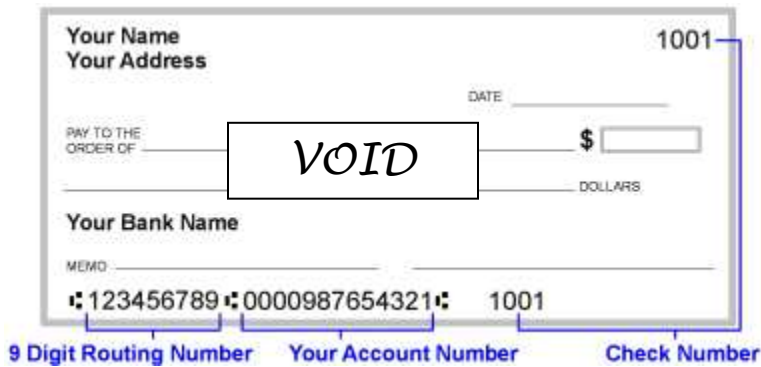 Your Name
1001
Your Address
DATE
PAY TO THE
ORDER OF
$
VOID
DOLLARS
Your Bank Name
MEMO
⑆123456789⑆0000987654321⑆ 1001
9 Digit Routing Number Your Account Number Check Number